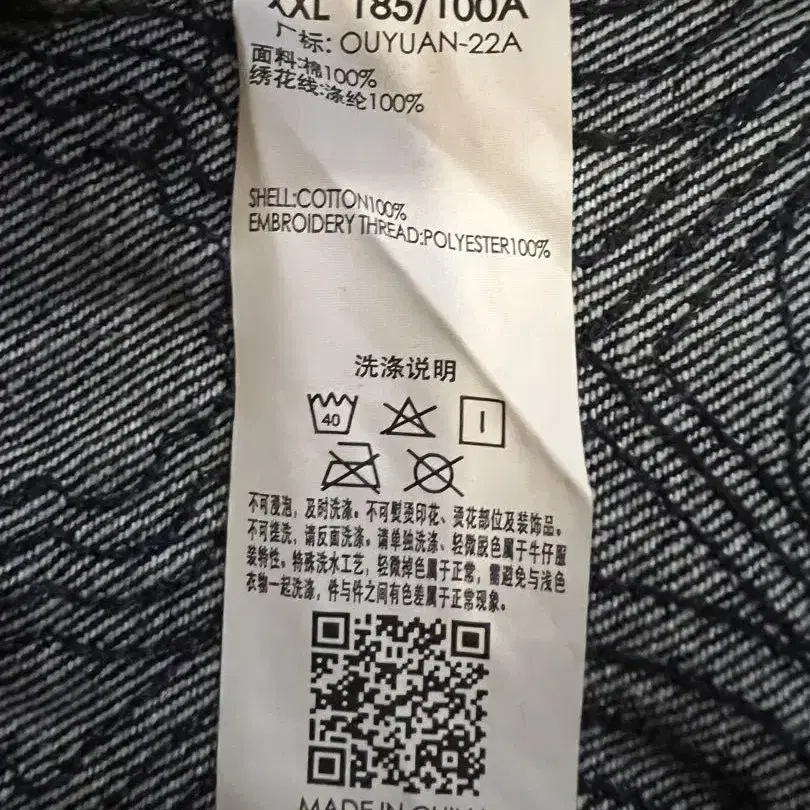 XXL 185/100A
厂标: OUYUAN-22A
面料:棉100%
绣花线:涤纶100%
SHELL:COTTON100%
EMBROIDERY THREAD:POLYESTER100%
洗涤说明
40
不可浸泡，及时洗涤。不可熨烫印花、烫花部位及装饰品。
不可搓洗，请反面洗涤。请单独洗涤、轻微脱色属于牛仔服
装特性。特殊洗水工艺，轻微掉色属于正常，需避免与浅色
衣物一起洗涤，件与件之间有色差属于正常现象。
MADE IN CHINA